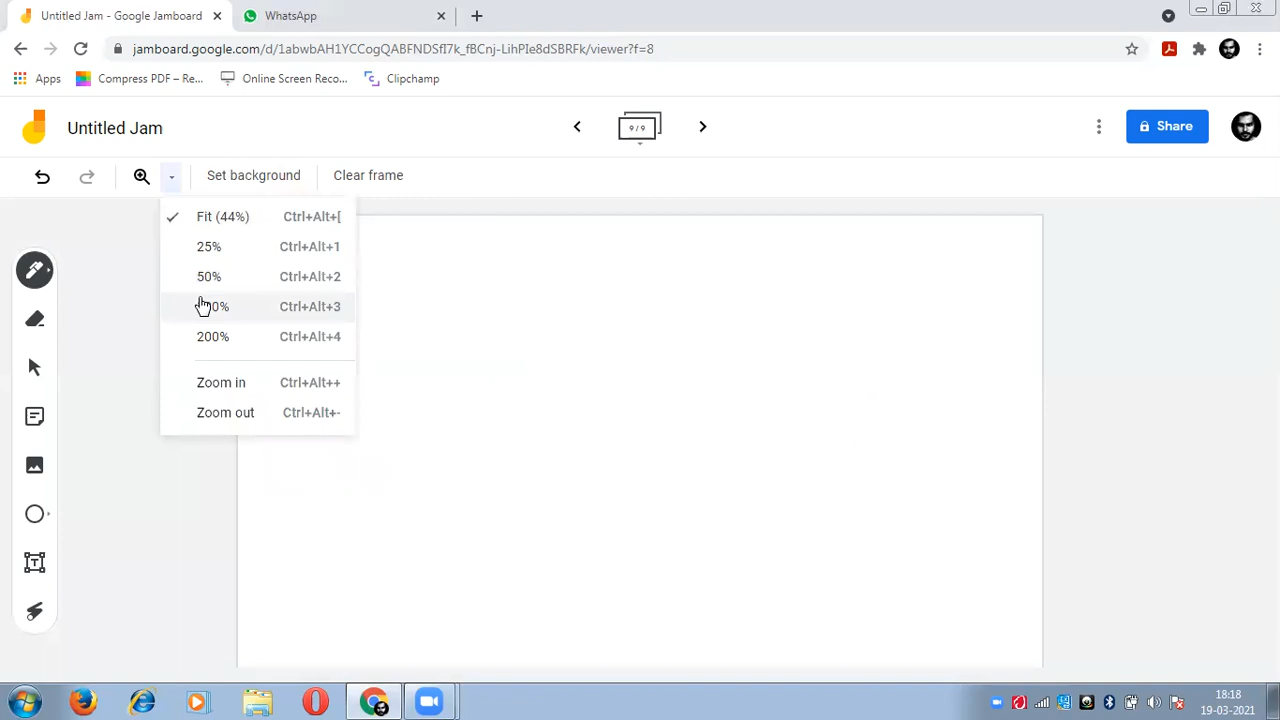 Untitled Jam - Google Jamboard
WhatsApp
jamboard.google.com/d/1abwbAH1YCCogQABFNDSfI7k_fBCnj-LihPIe8dSBRFk/viewer?f=8
Apps
Compress PDF – Re...
Online Screen Reco...
Clipchamp
Untitled Jam
9 / 9
Share
Set background
Clear frame
Fit (44%) Ctrl+Alt+[
25% Ctrl+Alt+1
50% Ctrl+Alt+2
Ctrl+Alt+3
200% Ctrl+Alt+4
Zoom in Ctrl+Alt++
Zoom out Ctrl+Alt+-
T
18:18
19-03-2021